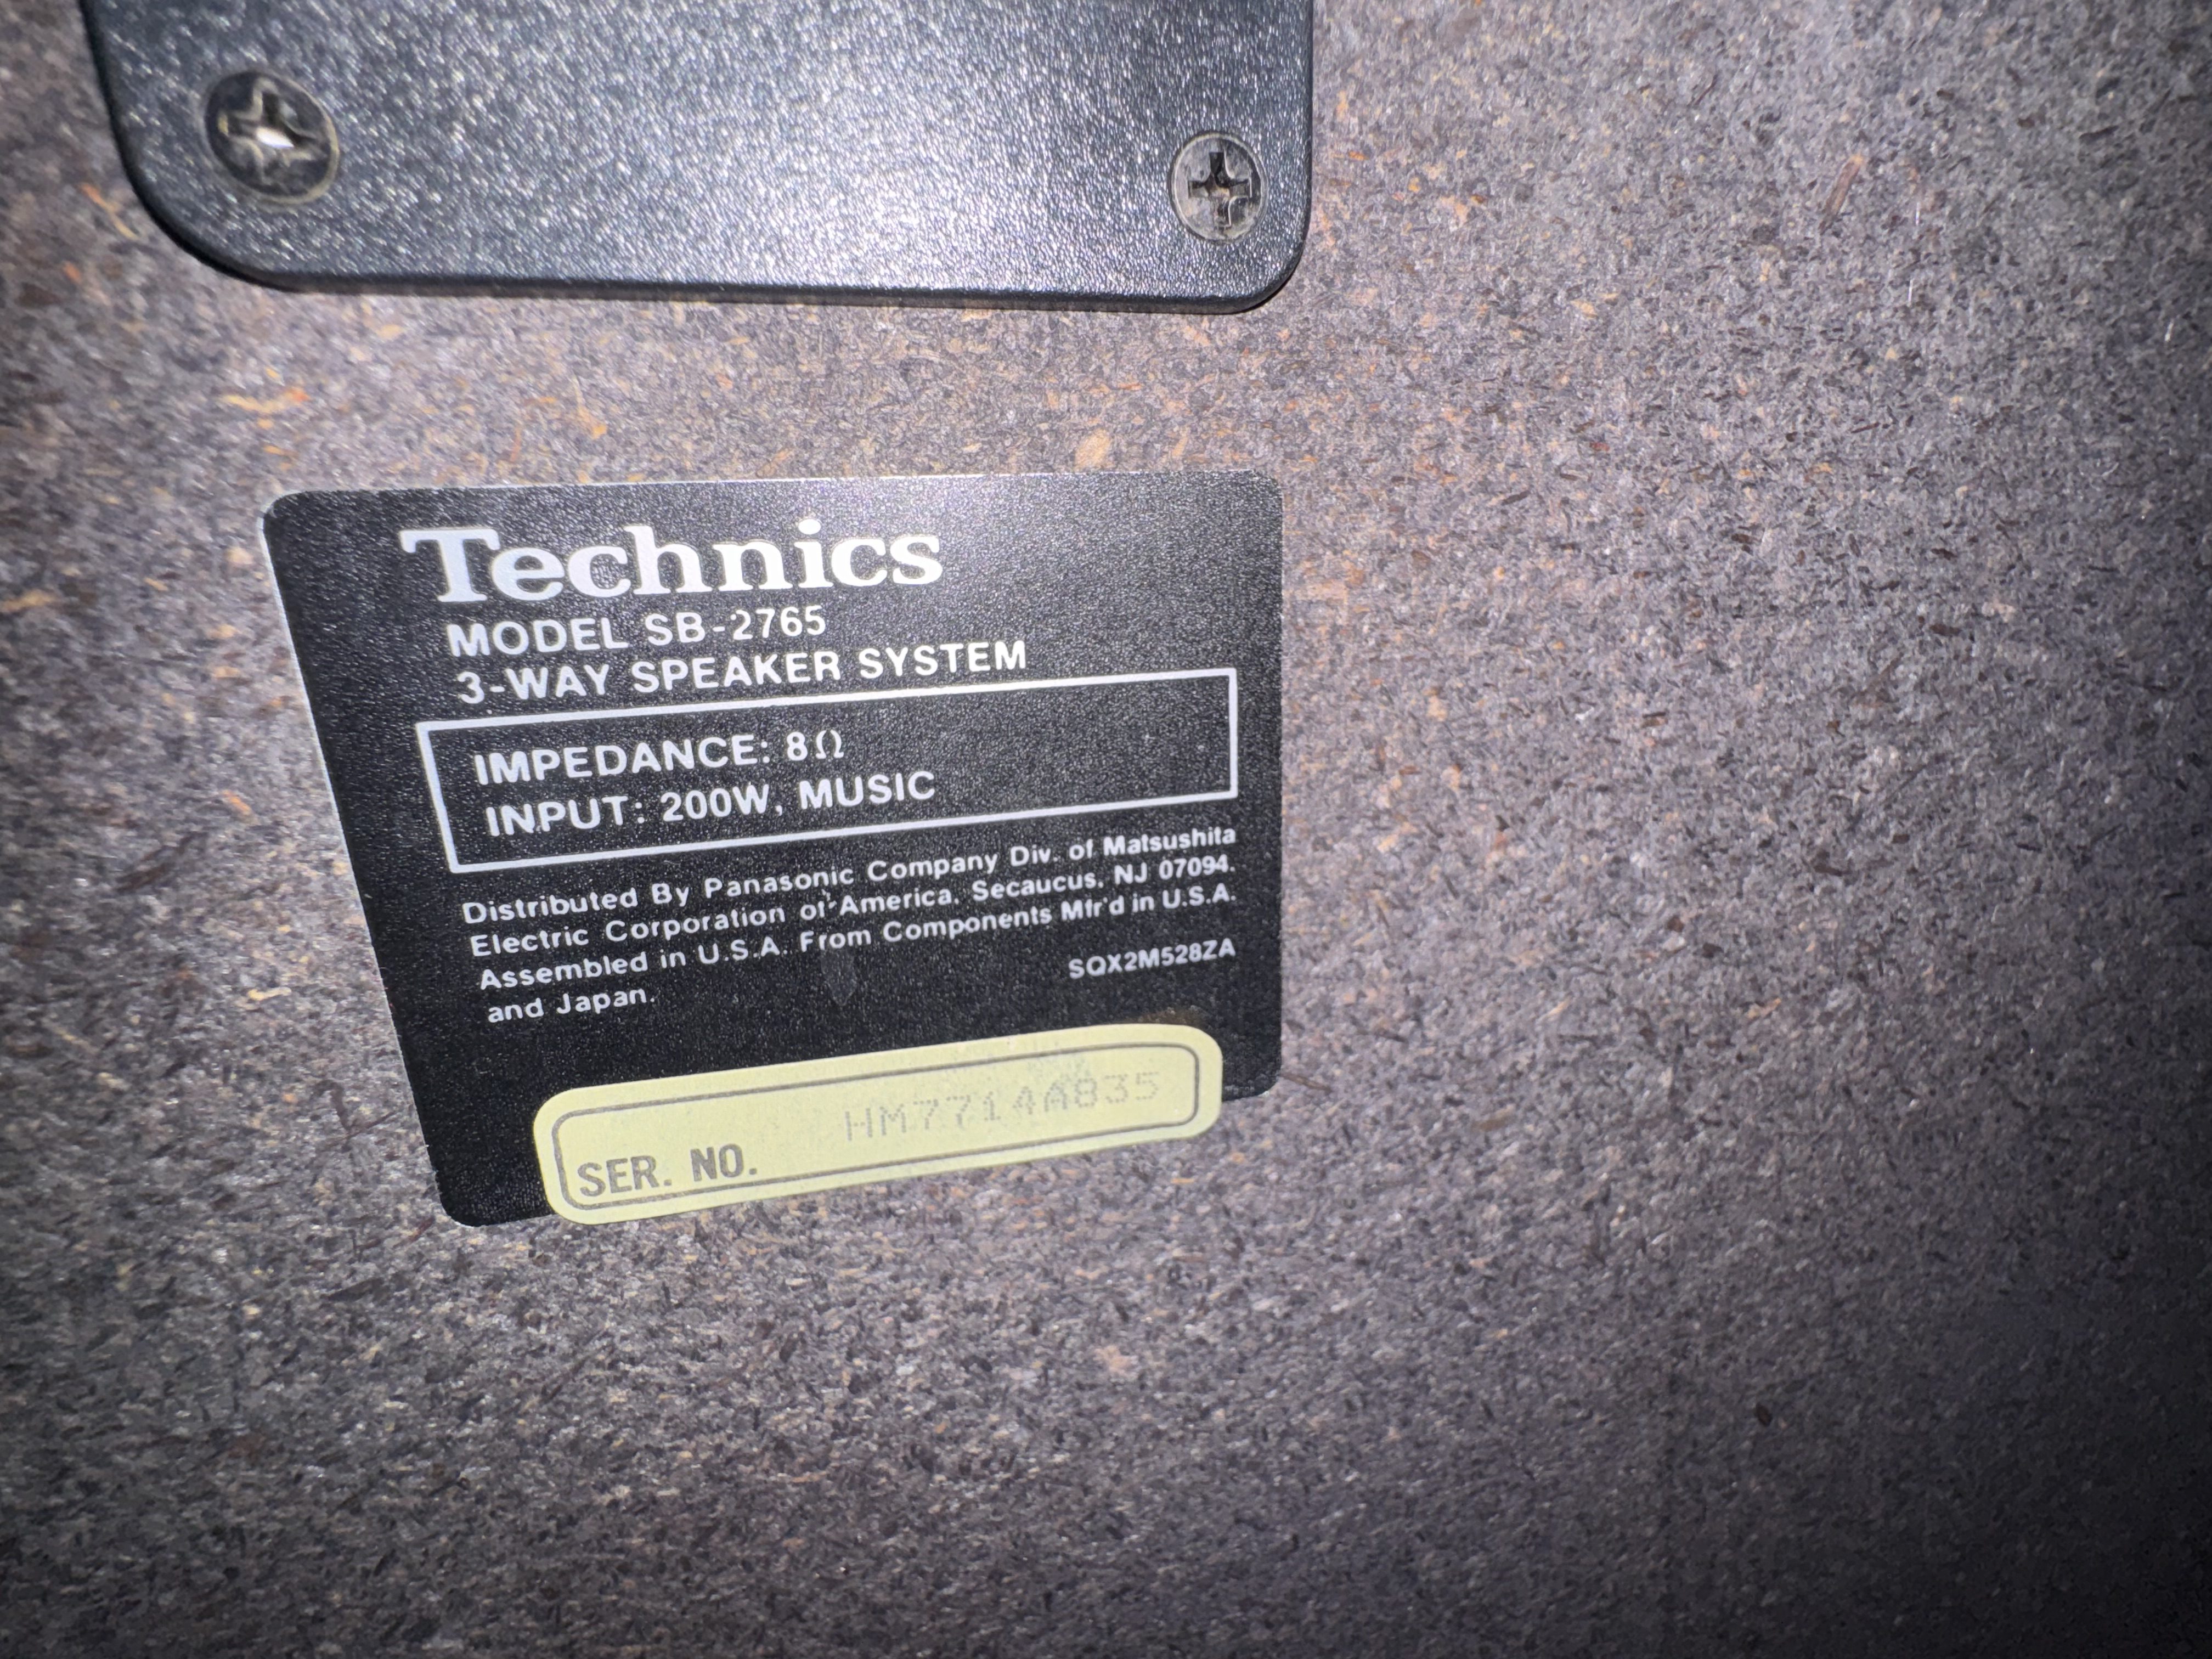 Technics
MODEL SB-2765
3-WAY SPEAKER SYSTEM
IMPEDANCE: 8Ω
INPUT: 200W, MUSIC
Distributed By Panasonic Company Div. of Matsushita
Electric Corporation of America, Secaucus, NJ 07094.
Assembled in U.S.A. From Components Mfr'd in U.S.A.
and Japan.
SQX2M528ZA
HM7714A835
SER. NO.